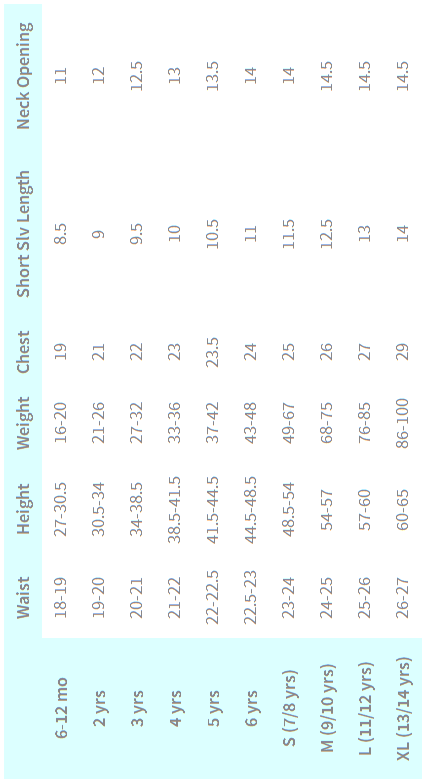 Waist Height Weight Chest Short Slv Length Neck Opening
6-12 mo 18-19 27-30.5 16-20 19 8.5 11
2 yrs 19-20 30.5-34 21-26 21 9 12
3 yrs 20-21 34-38.5 27-32 22 9.5 12.5
4 yrs 21-22 38.5-41.5 33-36 23 10 13
5 yrs 22-22.5 41.5-44.5 37-42 23.5 10.5 13.5
6 yrs 22.5-23 44.5-48.5 43-48 24 11 14
S (7/8 yrs) 23-24 48.5-54 49-67 25 11.5 14
M (9/10 yrs) 24-25 54-57 68-75 26 12.5 14.5
L (11/12 yrs) 25-26 57-60 76-85 27 13 14.5
XL (13/14 yrs) 26-27 60-65 86-100 29 14 14.5